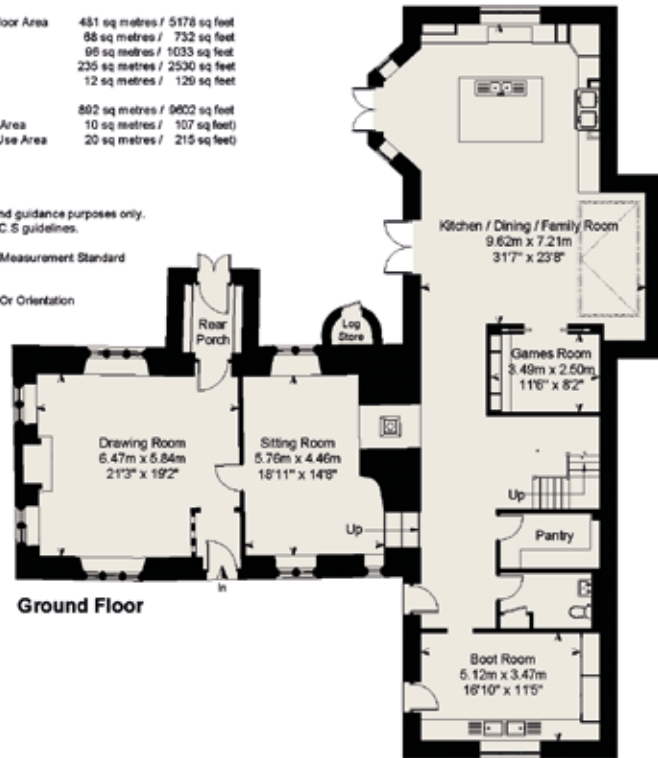 oor Area 481 sq metres / 5178 sq feet
68 sq metres / 732 sq feet
96 sq metres / 1033 sq feet
235 sq metres / 2530 sq feet
12 sq metres / 129 sq feet
892 sq metres / 9602 sq feet
Area 10 sq metres / 107 sq feet)
Use Area 20 sq metres / 215 sq feet)
nd guidance purposes only.
C.S guidelines.
Measurement Standard
Or Orientation
Kitchen / Dining / Family Room
9.62m x 7.21m
31'7" x 23'8"
Rear
Porch
Log
Store
Games Room
3.49m x 2.50m
11'6" x 8'2"
Drawing Room
6.47m x 5.84m
21'3" x 19'2"
Sitting Room
5.76m x 4.46m
18'11" x 14'8"
Up
Up
Pantry
In
Ground Floor
Boot Room
5.12m x 3.47m
16'10" x 11'5"